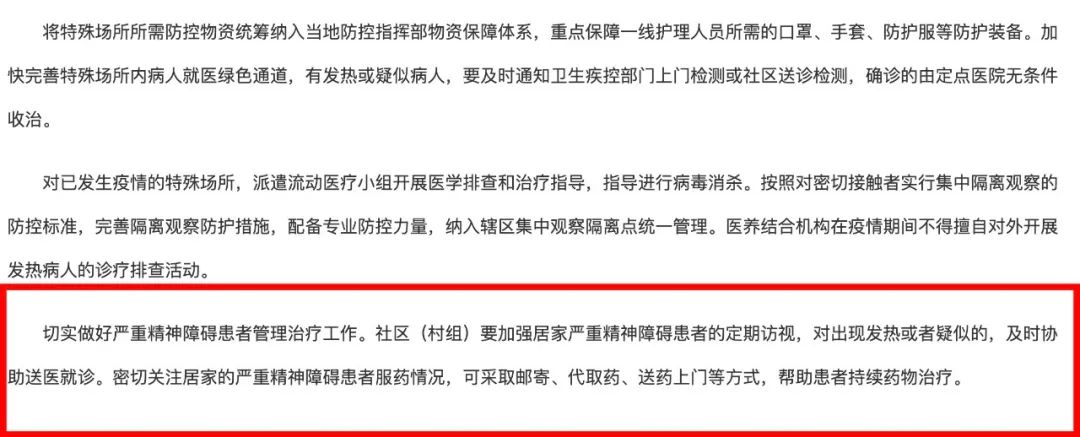 将特殊场所所需防控物资统筹纳入当地防控指挥部物资保障体系，重点保障一线护理人员所需的口罩、手套、防护服等防护装备。加
快完善特殊场所内病人就医绿色通道，有发热或疑似病人，要及时通知卫生疾控部门上门检测或社区送诊检测，确诊的由定点医院无条件
收治。
对已发生疫情的特殊场所，派遣流动医疗小组开展医学排查和治疗指导，指导进行病毒消杀。按照对密切接触者实行集中隔离观察的
防控标准，完善隔离观察防护措施，配备专业防控力量，纳入辖区集中观察隔离点统一管理。医养结合机构在疫情期间不得擅自对外开展
发热病人的诊疗排查活动。
切实做好严重精神障碍患者管理治疗工作。社区（村组）要加强居家严重精神障碍患者的定期访视，对出现发热或者疑似的，及时协
助送医就诊。密切关注居家的严重精神障碍患者服药情况，可采取邮寄、代取药、送药上门等方式，帮助患者持续药物治疗。